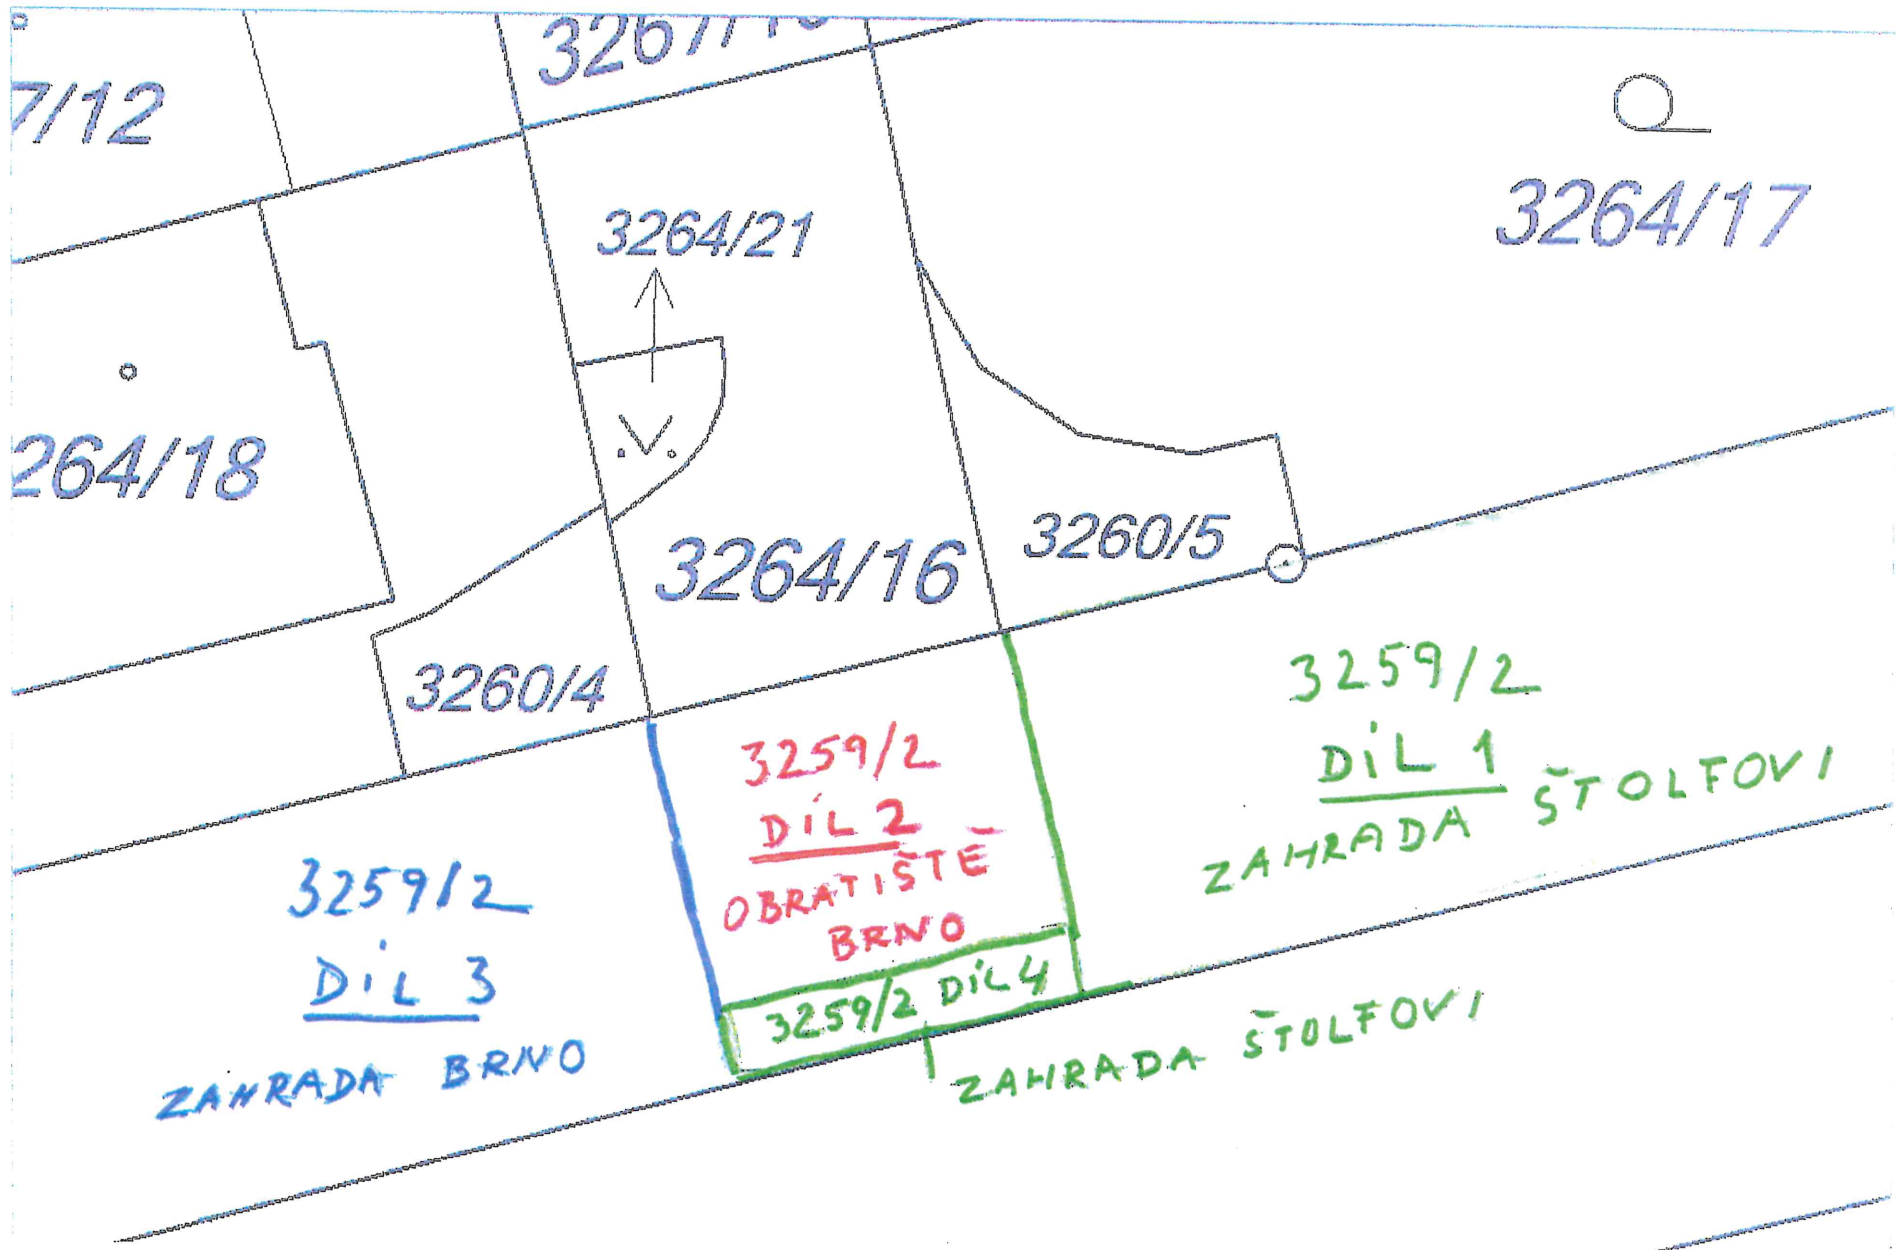 7/12
3264/17
3264/21
264/18
3260/5
3264/16
3260/4
3259/2
DÍL 1
ZAHRADA ŠTOLFOVI
3259/2
DÍL 2
OBRATIŠTĚ
BRNO
3259/2
DÍL 3
ZAHRADA BRNO
3259/2 DÍL 4
ZAHRADA ŠTOLFOVI